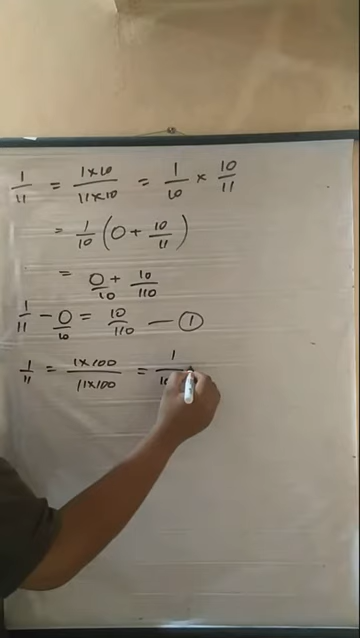 1/11 = 1×10/11×10 = 1/10 × 10/11
= 1/10 (0 + 10/11)
= 0/10 + 10/110
1/11 - 0/10 = 10/110 — ①
1/11 = 1×100/11×100 = 1/